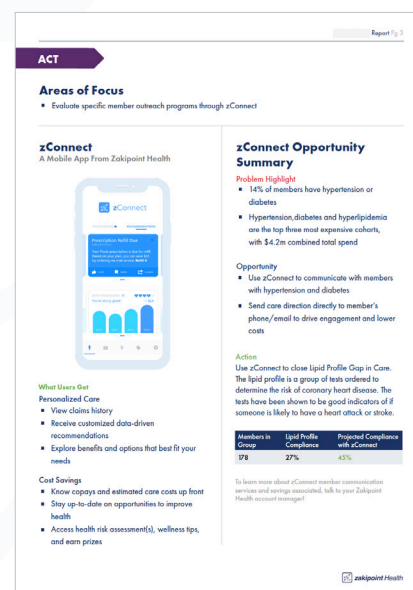 Report Pg 3
ACT
Areas of Focus
Evaluate specific member outreach programs through zConnect
zConnect
A Mobile App From Zakipoint Health
zConnect
Prescription Refill Due
What Users Get
Personalized Care
View claims history
Receive customized data-driven
recommendations
Explore benefits and options that best fit your
needs
Cost Savings
Know copays and estimated care costs up front
Stay up-to-date on opportunities to improve
health
Access health risk assessment(s), wellness tips,
and earn prizes
zConnect Opportunity
Summary
Problem Highlight
14% of members have hypertension or
diabetes
Hypertension,diabetes and hyperlipidemia
are the top three most expensive cohorts,
with $4.2m combined total spend
Opportunity
Use zConnect to communicate with members
with hypertension and diabetes
Send care direction directly to member's
phone/email to drive engagement and lower
costs
Action
Use zConnect to close Lipid Profile Gap in Care.
The lipid profile is a group of tests ordered to
determine the risk of coronary heart disease. The
tests have been shown to be good indicators of if
someone is likely to have a heart attack or stroke.
Members in Group Lipid Profile Compliance Projected Compliance with zConnect
178 27% 45%
To learn more about zConnect member communication
services and savings associated, talk to your Zakipoint
Health account manager!
zakipoint Health